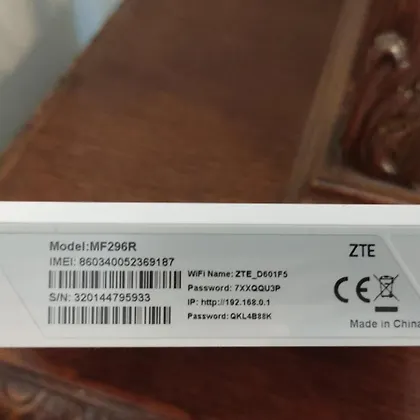 Model:MF296R
IMEI: 860340052369187
S/N: 320144795933
WiFi Name: ZTE_D601F5
Password: 7XXQQU3P
IP: http://192.168.0.1
Password: QKL4B88K
ZTE
CE
Made in China